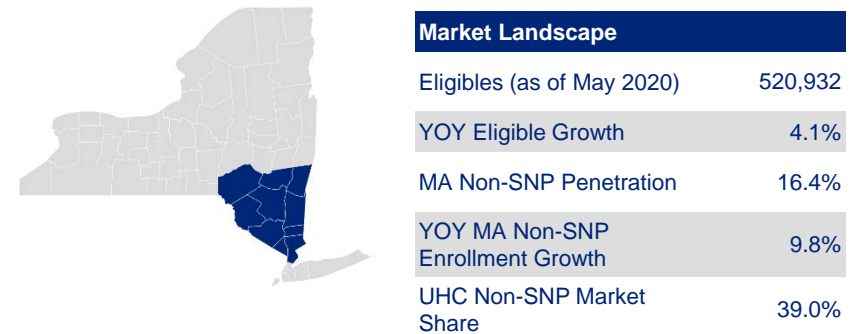 Market Landscape
Eligibles (as of May 2020) 520,932
YOY Eligible Growth 4.1%
MA Non-SNP Penetration 16.4%
YOY MA Non-SNP
Enrollment Growth 9.8%
UHC Non-SNP Market
Share 39.0%